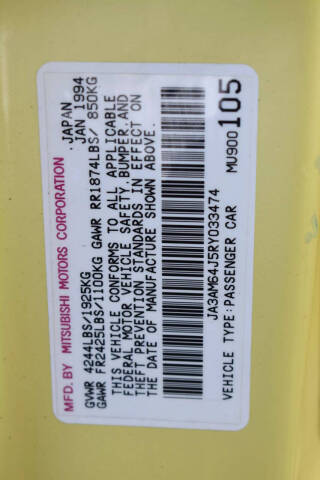 MFD. BY MITSUBISHI MOTORS CORPORATION JAPAN
JAN 1994
GVWR 4244LBS/1925KG
GAWR FR2425LBS/1100KG GAWR RR1874LBS/ 850KG
THIS VEHICLE CONFORMS TO ALL APPLICABLE
FEDERAL MOTOR VEHICLE SAFETY, BUMPER, AND
THEFT PREVENTION STANDARDS IN EFFECT ON
THE DATE OF MANUFACTURE SHOWN ABOVE.
JA3AM64J5RY033474
VEHICLE TYPE:PASSENGER CAR
MU900
105